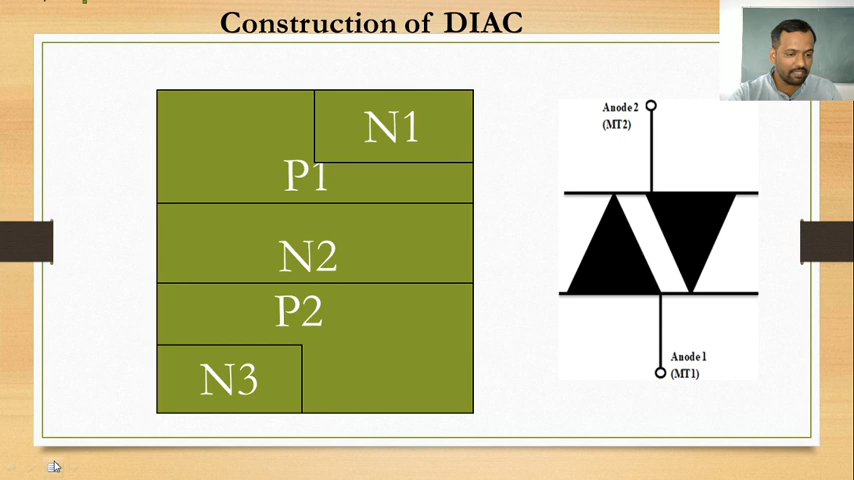 Construction of DIAC
N1
P1
N2
P2
N3
Anode 2
(MT2)
Anode 1
(MT1)